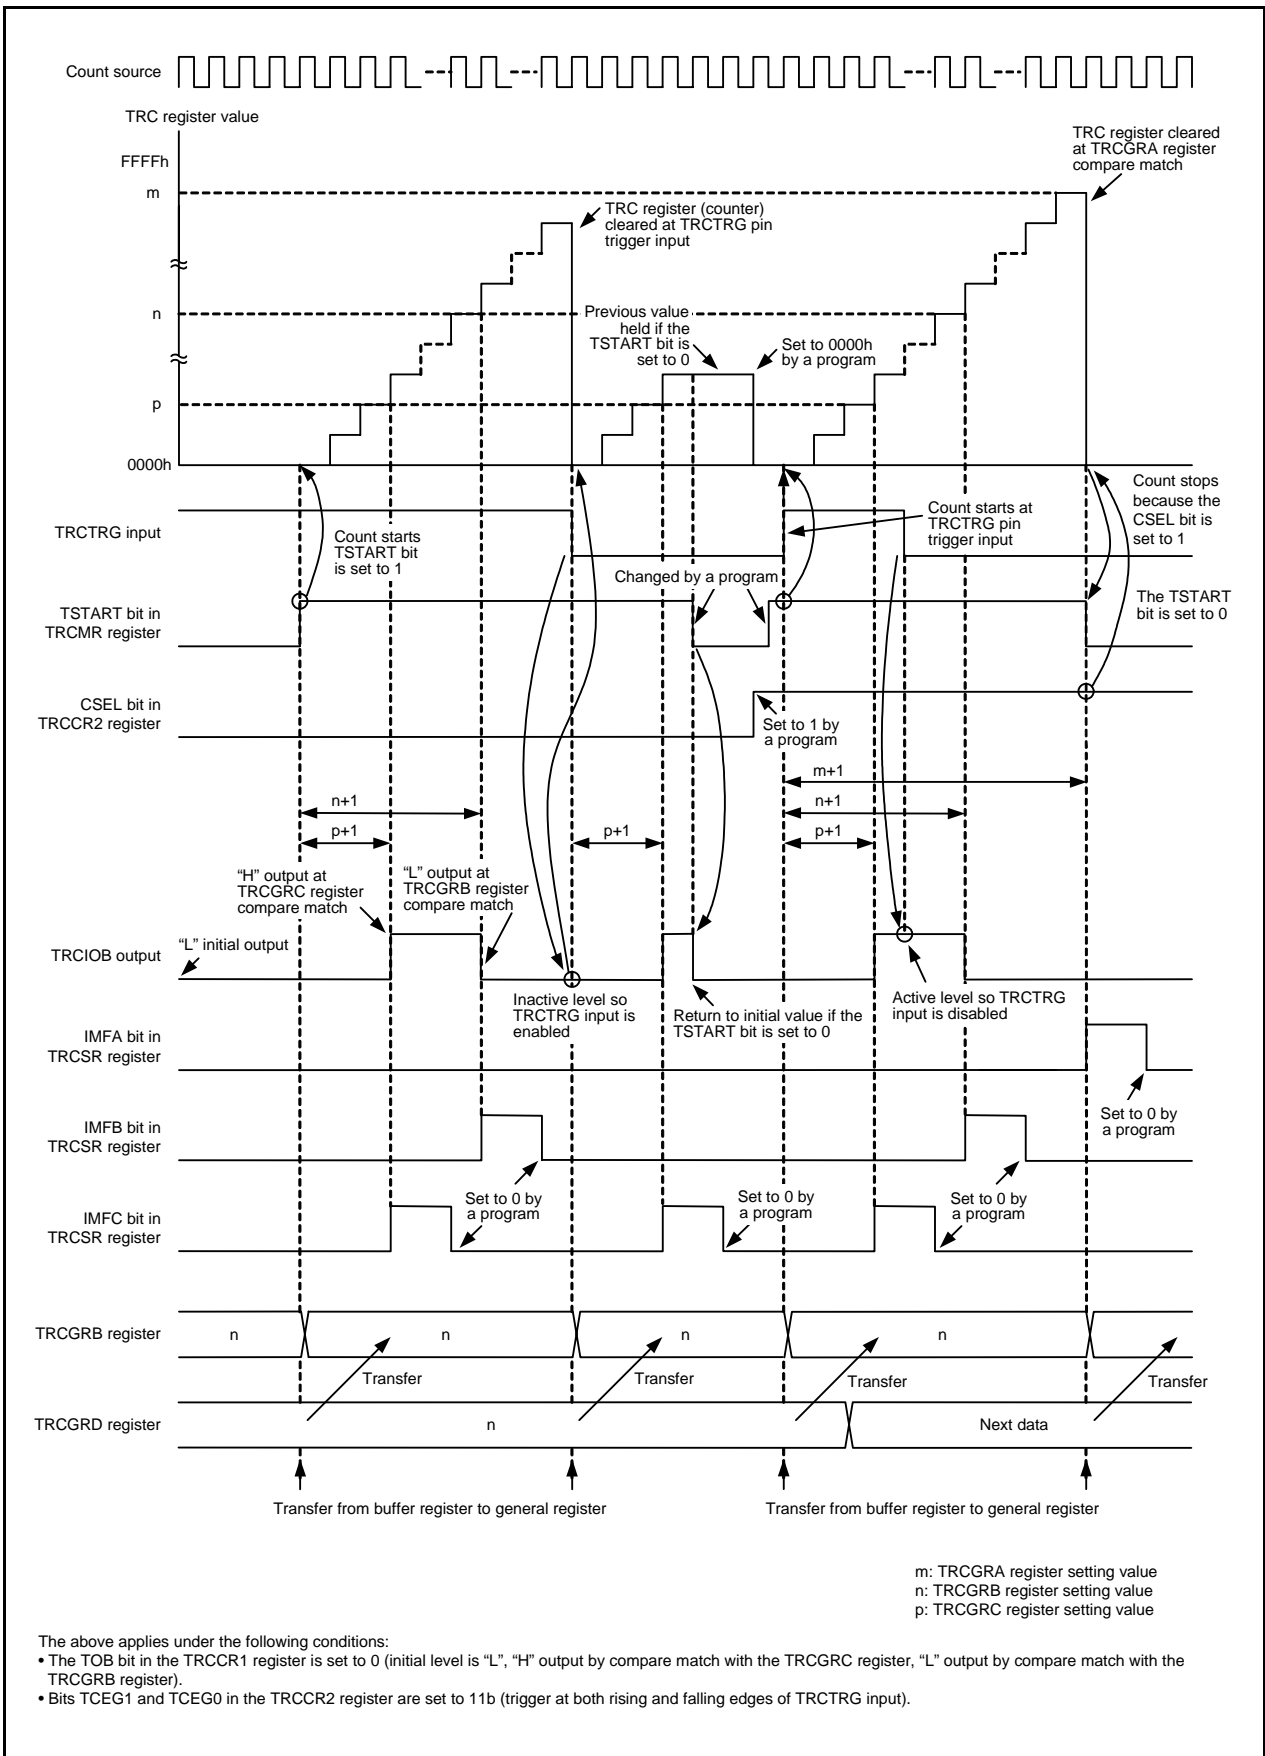 Count source
TRC register value
FFFFh
m
n
p
0000h
TRC register cleared
at TRCGRA register
compare match
TRC register (counter)
cleared at TRCTRG pin
trigger input
Previous value
held if the
TSTART bit is
set to 0
Set to 0000h
by a program
TRCTRG input
Count starts
TSTART bit
is set to 1
Count starts at
TRCTRG pin
trigger input
Count stops
because the
CSEL bit is
set to 1
Changed by a program
TSTART bit in
TRCMR register
The TSTART
bit is set to 0
CSEL bit in
TRCCR2 register
Set to 1 by
a program
m+1
n+1
n+1
p+1
p+1
p+1
“H” output at
TRCGRC register
compare match
“L” output at
TRCGRB register
compare match
“L” initial output
TRCIOB output
Inactive level so
TRCTRG input is
enabled
Return to initial value if the
TSTART bit is set to 0
Active level so TRCTRG
input is disabled
IMFA bit in
TRCSR register
Set to 0 by
a program
IMFB bit in
TRCSR register
Set to 0 by
a program
Set to 0 by
a program
Set to 0 by
a program
IMFC bit in
TRCSR register
TRCGRB register
n
n
n
n
Transfer
Transfer
Transfer
Transfer
TRCGRD register
n
Next data
Transfer from buffer register to general register
Transfer from buffer register to general register
m: TRCGRA register setting value
n: TRCGRB register setting value
p: TRCGRC register setting value
The above applies under the following conditions:
• The TOB bit in the TRCCR1 register is set to 0 (initial level is “L”, “H” output by compare match with the TRCGRC register, “L” output by compare match with the
TRCGRB register).
• Bits TCEG1 and TCEG0 in the TRCCR2 register are set to 11b (trigger at both rising and falling edges of TRCTRG input).